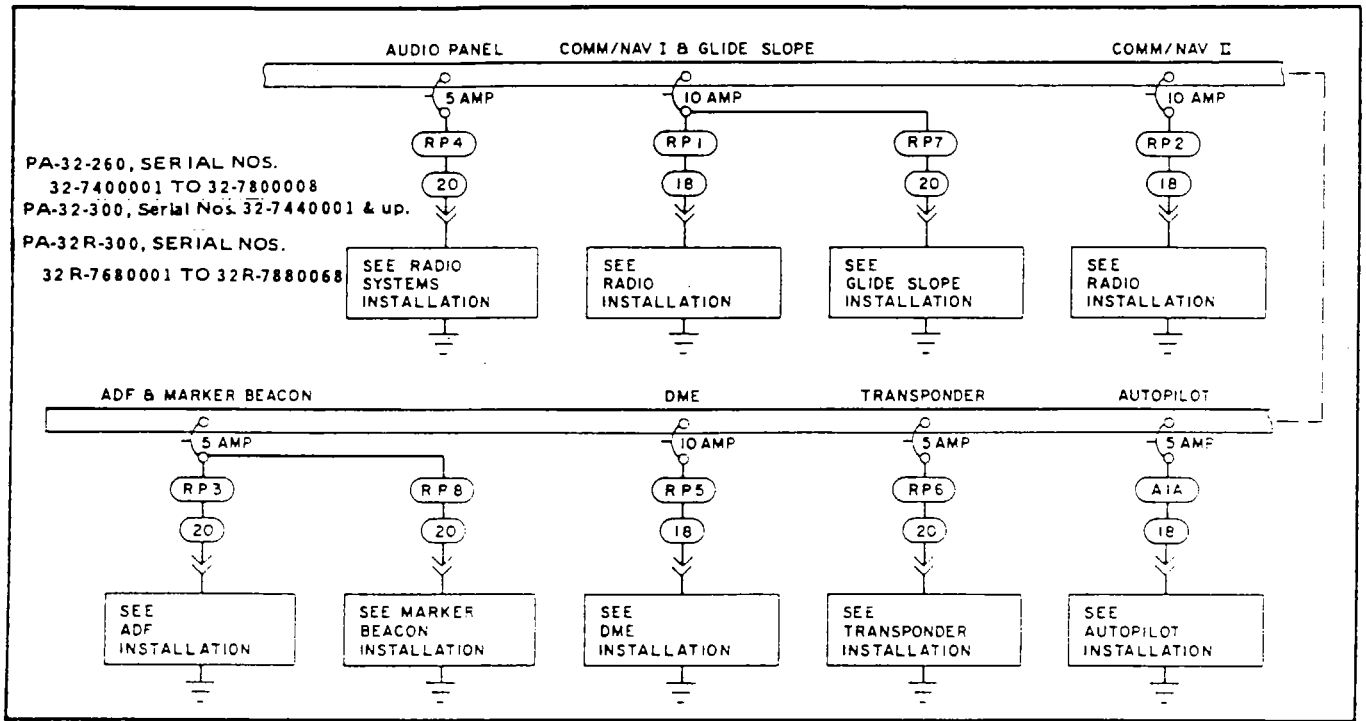 AUDIO PANEL
COMM/NAV I & GLIDE SLOPE
COMM/NAV II
5 AMP
10 AMP
10 AMP
RP4
RP1
RP7
RP2
20
18
20
18
PA-32-260, SERIAL NOS.
32-7400001 TO 32-7800008
PA-32-300, Serial Nos. 32-7440001 & up.
PA-32R-300, SERIAL NOS.
32R-7680001 TO 32R-7880068
SEE RADIO
SYSTEMS
INSTALLATION
SEE
RADIO
INSTALLATION
SEE
GLIDE SLOPE
INSTALLATION
SEE
RADIO
INSTALLATION
ADF & MARKER BEACON
DME
TRANSPONDER
AUTOPILOT
5 AMP
10 AMP
5 AMP
5 AMP
RP3
RP8
RP5
RP6
A1A
20
20
18
20
18
SEE
ADF
INSTALLATION
SEE MARKER
BEACON
INSTALLATION
SEE
DME
INSTALLATION
SEE
TRANSPONDER
INSTALLATION
SEE
AUTOPILOT
INSTALLATION